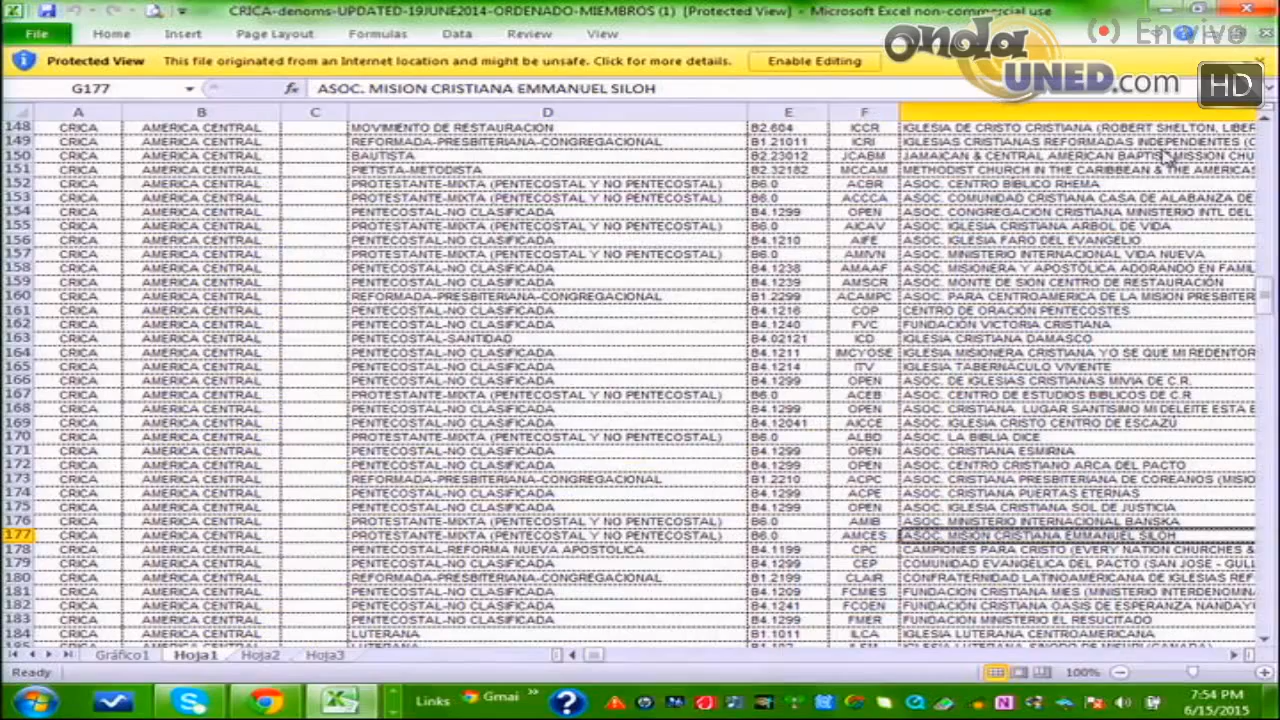 CRICA-denoms-UPDATED-19JUNE2014-ORDENADO-MIEMBROS (1) [Protected View] - Microsoft Excel non-commercial use
File Home Insert Page Layout Formulas Data Review View
onda UNED.com
En vivo
HD
Protected View This file originated from an Internet location and might be unsafe. Click for more details. Enable Editing
G177 fx ASOC. MISION CRISTIANA EMMANUEL SILOH
A B C D E F
148 CRICA AMERICA CENTRAL MOVIMIENTO DE RESTAURACION B2.604 ICCR IGLESIA DE CRISTO CRISTIANA (ROBERT SHELTON, LIBER
149 CRICA AMERICA CENTRAL REFORMADA-PRESBITERIANA-CONGREGACIONAL B1.21011 ICRI IGLESIAS CRISTIANAS REFORMADAS INDEPENDIENTES (C
150 CRICA AMERICA CENTRAL BAUTISTA B2.23012 JCABM JAMAICAN & CENTRAL AMERICAN BAPTIST MISSION CHU
151 CRICA AMERICA CENTRAL PIETISTA-METODISTA B2.32182 MCCAM METHODIST CHURCH IN THE CARIBBEAN & THE AMERICAS
152 CRICA AMERICA CENTRAL PROTESTANTE-MIXTA (PENTECOSTAL Y NO PENTECOSTAL) B6.0 ACBR ASOC. CENTRO BIBLICO RHEMA
153 CRICA AMERICA CENTRAL PROTESTANTE-MIXTA (PENTECOSTAL Y NO PENTECOSTAL) B6.0 ACCCA ASOC. COMUNIDAD CRISTIANA CASA DE ALABANZA DE
154 CRICA AMERICA CENTRAL PENTECOSTAL-NO CLASIFICADA B4.1299 OPEN ASOC. CONGREGACION CRISTIANA MINISTERIO INTL DEL
155 CRICA AMERICA CENTRAL PROTESTANTE-MIXTA (PENTECOSTAL Y NO PENTECOSTAL) B6.0 AICAV ASOC. IGLESIA CRISTIANA ARBOL DE VIDA
156 CRICA AMERICA CENTRAL PENTECOSTAL-NO CLASIFICADA B4.1210 AIFE ASOC. IGLESIA FARO DEL EVANGELIO
157 CRICA AMERICA CENTRAL PROTESTANTE-MIXTA (PENTECOSTAL Y NO PENTECOSTAL) B6.0 AMIVN ASOC. MINISTERIO INTERNACIONAL VIDA NUEVA
158 CRICA AMERICA CENTRAL PENTECOSTAL-NO CLASIFICADA B4.1238 AMAAF ASOC. MISIONERA Y APOSTÓLICA ADORANDO EN FAMIL
159 CRICA AMERICA CENTRAL PENTECOSTAL-NO CLASIFICADA B4.1239 AMSCR ASOC. MONTE DE SION CENTRO DE RESTAURACIÓN
160 CRICA AMERICA CENTRAL REFORMADA-PRESBITERIANA-CONGREGACIONAL B1.2299 ACAMPC ASOC. PARA CENTROAMERICA DE LA MISION PRESBITER
161 CRICA AMERICA CENTRAL PENTECOSTAL-NO CLASIFICADA B4.1216 COP CENTRO DE ORACIÓN PENTECOSTES
162 CRICA AMERICA CENTRAL PENTECOSTAL-NO CLASIFICADA B4.1240 FVC FUNDACIÓN VICTORIA CRISTIANA
163 CRICA AMERICA CENTRAL PENTECOSTAL-SANTIDAD B4.02121 ICD IGLESIA CRISTIANA DAMASCO
164 CRICA AMERICA CENTRAL PENTECOSTAL-NO CLASIFICADA B4.1211 IMCYOSE IGLESIA MISIONERA CRISTIANA YO SE QUE MI REDENTOR
165 CRICA AMERICA CENTRAL PENTECOSTAL-NO CLASIFICADA B4.1214 ITV IGLESIA TABERNÁCULO VIVIENTE
166 CRICA AMERICA CENTRAL PENTECOSTAL-NO CLASIFICADA B4.1299 OPEN ASOC. DE IGLESIAS CRISTIANAS MIVIA DE C.R.
167 CRICA AMERICA CENTRAL PROTESTANTE-MIXTA (PENTECOSTAL Y NO PENTECOSTAL) B6.0 ACEB ASOC. CENTRO DE ESTUDIOS BIBLICOS DE C.R
168 CRICA AMERICA CENTRAL PENTECOSTAL-NO CLASIFICADA B4.1299 OPEN ASOC. CRISTIANA LUGAR SANTISIMO MI DELEITE ESTA E
169 CRICA AMERICA CENTRAL PENTECOSTAL-NO CLASIFICADA B4.12041 AICCE ASOC. IGLESIA CRISTO CENTRO DE ESCAZÚ
170 CRICA AMERICA CENTRAL PROTESTANTE-MIXTA (PENTECOSTAL Y NO PENTECOSTAL) B6.0 ALBD ASOC. LA BIBLIA DICE
171 CRICA AMERICA CENTRAL PENTECOSTAL-NO CLASIFICADA B4.1299 OPEN ASOC. CRISTIANA ESMIRNA
172 CRICA AMERICA CENTRAL PENTECOSTAL-NO CLASIFICADA B4.1299 OPEN ASOC. CENTRO CRISTIANO ARCA DEL PACTO
173 CRICA AMERICA CENTRAL REFORMADA-PRESBITERIANA-CONGREGACIONAL B1.2210 ACPC ASOC. CRISTIANA PRESBITERIANA DE COREANOS (MISIO
174 CRICA AMERICA CENTRAL PENTECOSTAL-NO CLASIFICADA B4.1299 ACPE ASOC. CRISTIANA PUERTAS ETERNAS
175 CRICA AMERICA CENTRAL PENTECOSTAL-NO CLASIFICADA B4.1299 OPEN ASOC. IGLESIA CRISTIANA SOL DE JUSTICIA
176 CRICA AMERICA CENTRAL PROTESTANTE-MIXTA (PENTECOSTAL Y NO PENTECOSTAL) B6.0 AMIB ASOC. MINISTERIO INTERNACIONAL BANSKA
177 CRICA AMERICA CENTRAL PROTESTANTE-MIXTA (PENTECOSTAL Y NO PENTECOSTAL) B6.0 AMCES ASOC. MISION CRISTIANA EMMANUEL SILOH
178 CRICA AMERICA CENTRAL PENTECOSTAL-REFORMA NUEVA APOSTOLICA B4.1199 CPC CAMPIONES PARA CRISTO (EVERY NATION CHURCHES &
179 CRICA AMERICA CENTRAL PENTECOSTAL-NO CLASIFICADA B4.1299 CEP COMUNIDAD EVANGÉLICA DEL PACTO (SAN JOSE - GULL
180 CRICA AMERICA CENTRAL REFORMADA-PRESBITERIANA-CONGREGACIONAL B1.2199 CLAIR CONFRATERNIDAD LATINOAMÉRICANA DE IGLESIAS REF
181 CRICA AMERICA CENTRAL PENTECOSTAL-NO CLASIFICADA B4.1209 FCMIES FUNDACIÓN CRISTIANA MIES (MINISTERIO INTERDENOMINA
182 CRICA AMERICA CENTRAL PENTECOSTAL-NO CLASIFICADA B4.1241 FCOEN FUNDACIÓN CRISTIANA OASIS DE ESPERANZA NANDAY
183 CRICA AMERICA CENTRAL PENTECOSTAL-NO CLASIFICADA B4.1299 FMER FUNDACIÓN MINISTERIO EL RESUCITADO
184 CRICA AMERICA CENTRAL LUTERANA B1.1011 ILCA IGLESIA LUTERANA CENTROAMERICANA
Gráfico1 Hoja1 Hoja2 Hoja3
Ready 100%
Links Gmai »
7:54 PM
6/15/2015